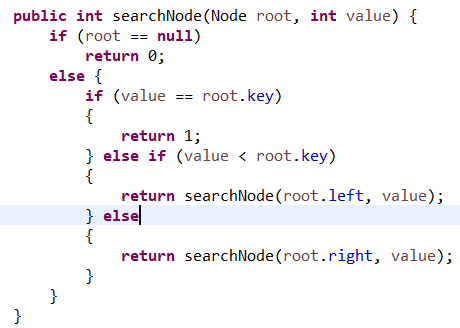 public int searchNode(Node root, int value) {
    if (root == null)
        return 0;
    else {
        if (value == root.key)
        {
            return 1;
        } else if (value < root.key)
        {
            return searchNode(root.left, value);
        } else
        {
            return searchNode(root.right, value);
        }
    }
}